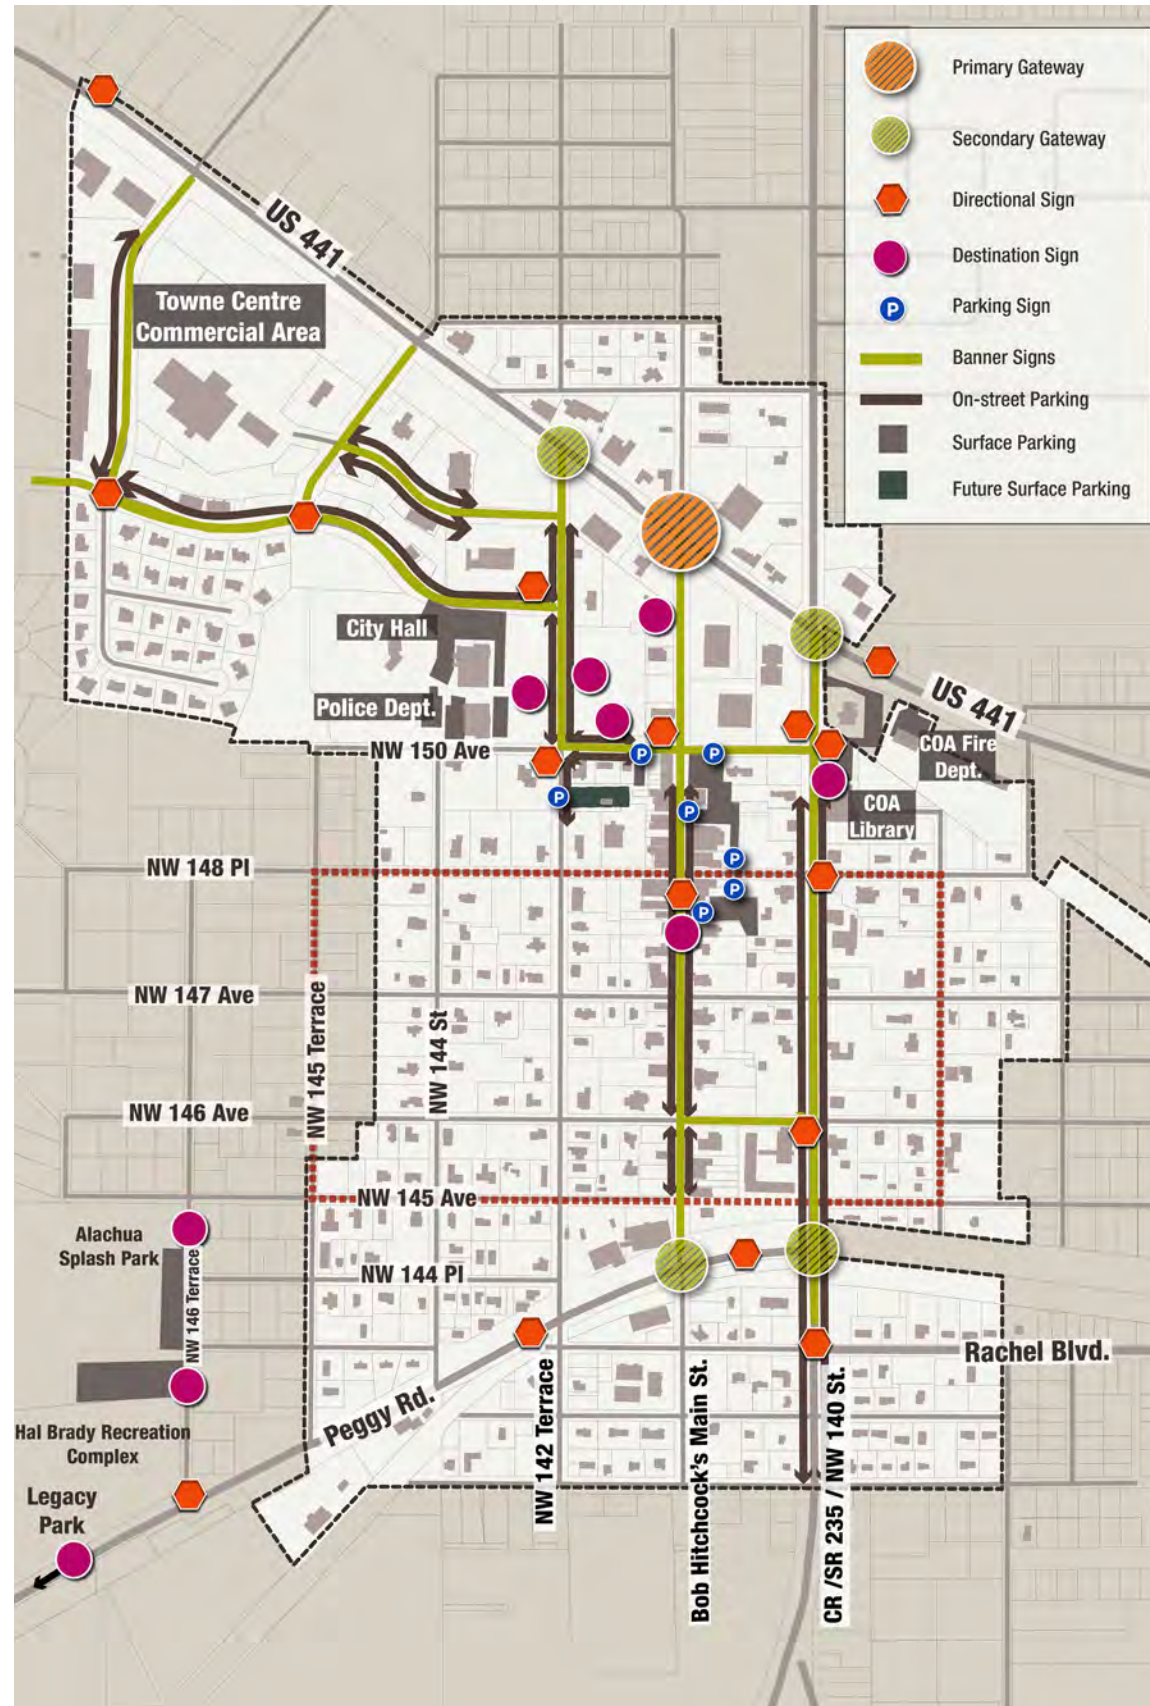 Primary Gateway
Secondary Gateway
Directional Sign
Destination Sign
P
Parking Sign
Banner Signs
On-street Parking
Surface Parking
Future Surface Parking
US 441
Towne Centre
Commercial Area
City Hall
Police Dept.
US 441
COA Fire
Dept.
NW 150 Ave
P
P
P
P
COA
Library
P
NW 148 Pl
P
P
NW 147 Ave
NW 145 Terrace
NW 144 St
NW 146 Ave
NW 145 Ave
Alachua
Splash Park
NW 146 Terrace
NW 144 Pl
Rachel Blvd.
Peggy Rd.
NW 142 Terrace
Bob Hitchcock's Main St.
CR /SR 235 / NW 140 St.
Hal Brady Recreation
Complex
Legacy
Park